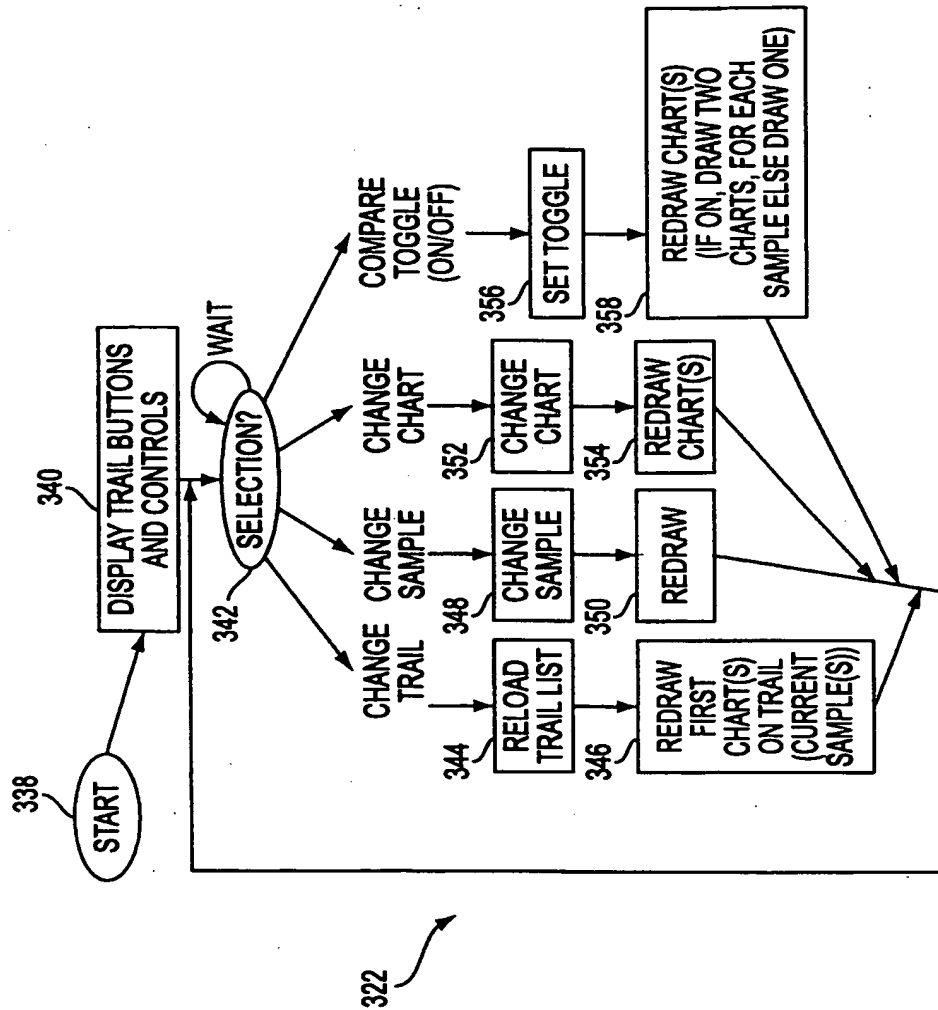 338
START
340
DISPLAY TRAIL BUTTONS
AND CONTROLS
342
SELECTION?
WAIT
CHANGE
TRAIL
CHANGE
SAMPLE
CHANGE
CHART
COMPARE
TOGGLE
(ON/OFF)
344
RELOAD
TRAIL LIST
348
CHANGE
SAMPLE
352
CHANGE
CHART
356
SET TOGGLE
346
REDRAW
FIRST
CHART(S)
ON TRAIL
(CURRENT
SAMPLE(S))
350
REDRAW
354
REDRAW
CHART(S)
358
REDRAW CHART(S)
(IF ON, DRAW TWO
CHARTS, FOR EACH
SAMPLE ELSE DRAW ONE)
322